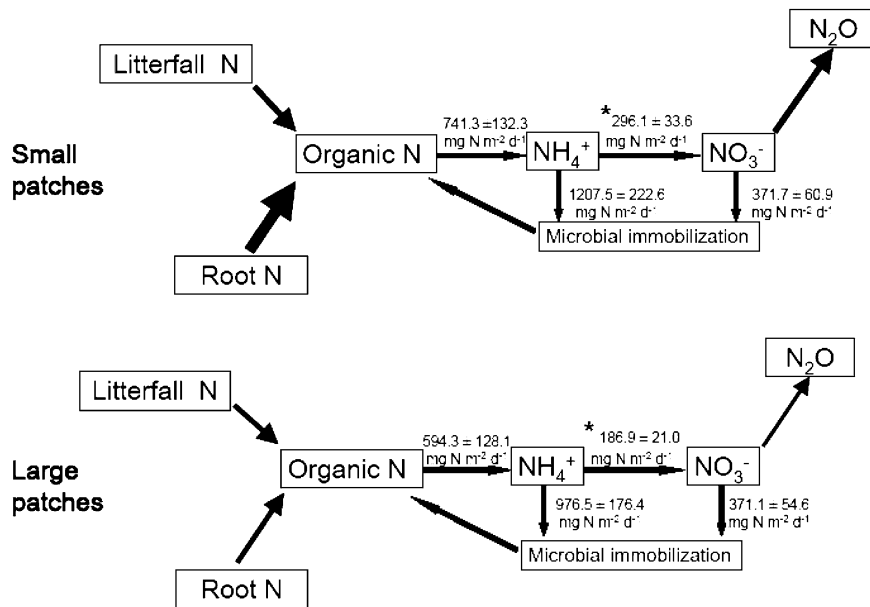 N₂O
Litterfall N
741.3 ±132.3
mg N m⁻² d⁻¹
*296.1 ± 33.6
mg N m⁻² d⁻¹
Small
patches
Organic N
NH₄⁺
NO₃⁻
1207.5 ± 222.6
mg N m⁻² d⁻¹
371.7 ± 60.9
mg N m⁻² d⁻¹
Microbial immobilization
Root N
N₂O
Litterfall N
594.3 ± 128.1
mg N m⁻² d⁻¹
* 186.9 ± 21.0
mg N m⁻² d⁻¹
Large
patches
Organic N
NH₄⁺
NO₃⁻
976.5 ± 176.4
mg N m⁻² d⁻¹
371.1 ± 54.6
mg N m⁻² d⁻¹
Microbial immobilization
Root N